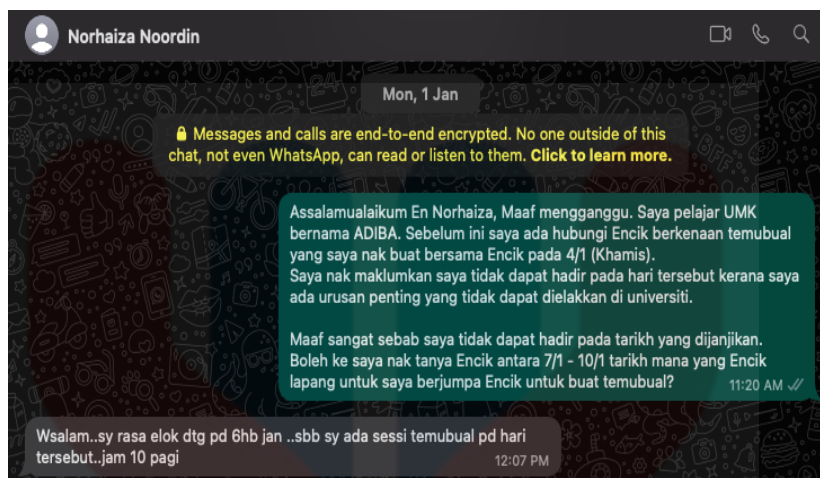 Norhaiza Noordin
Mon, 1 Jan
Messages and calls are end-to-end encrypted. No one outside of this
chat, not even WhatsApp, can read or listen to them. Click to learn more.
Assalamualaikum En Norhaiza, Maaf mengganggu. Saya pelajar UMK
bernama ADIBA. Sebelum ini saya ada hubungi Encik berkenaan temubual
yang saya nak buat bersama Encik pada 4/1 (Khamis).
Saya nak maklumkan saya tidak dapat hadir pada hari tersebut kerana saya
ada urusan penting yang tidak dapat dielakkan di universiti.
Maaf sangat sebab saya tidak dapat hadir pada tarikh yang dijanjikan.
Boleh ke saya nak tanya Encik antara 7/1 - 10/1 tarikh mana yang Encik
lapang untuk saya berjumpa Encik untuk buat temubual? 11:20 AM
Wsalam..sy rasa elok dtg pd 6hb jan ..sbb sy ada sessi temubual pd hari
tersebut..jam 10 pagi 12:07 PM